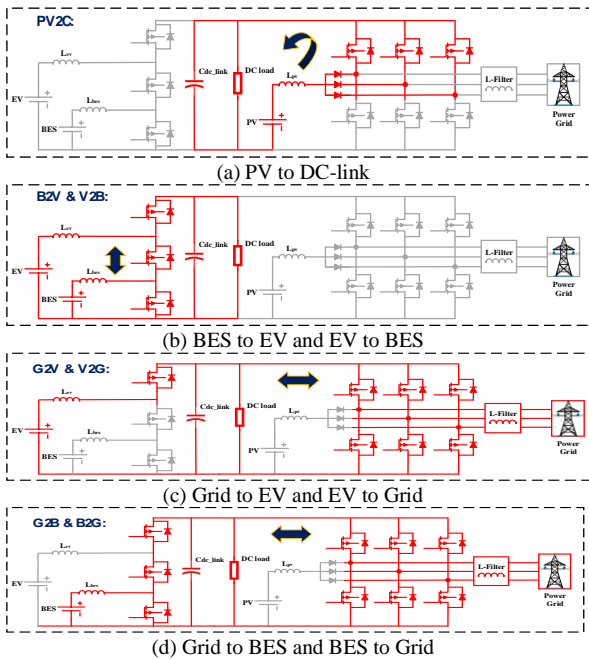 PV2C:
Lev
EV
Lbes
BES
Cdc_link
DC load
Lpv
PV
L-Filter
Power
Grid
(a) PV to DC-link
B2V & V2B:
Lev
EV
Lbes
BES
Cdc_link
DC load
Lpv
PV
L-Filter
Power
Grid
(b) BES to EV and EV to BES
G2V & V2G:
Lev
EV
Lbes
BES
Cdc_link
DC load
Lpv
PV
L-Filter
Power
Grid
(c) Grid to EV and EV to Grid
G2B & B2G:
Lev
EV
Lbes
BES
Cdc_link
DC load
Lpv
PV
L-Filter
Power
Grid
(d) Grid to BES and BES to Grid